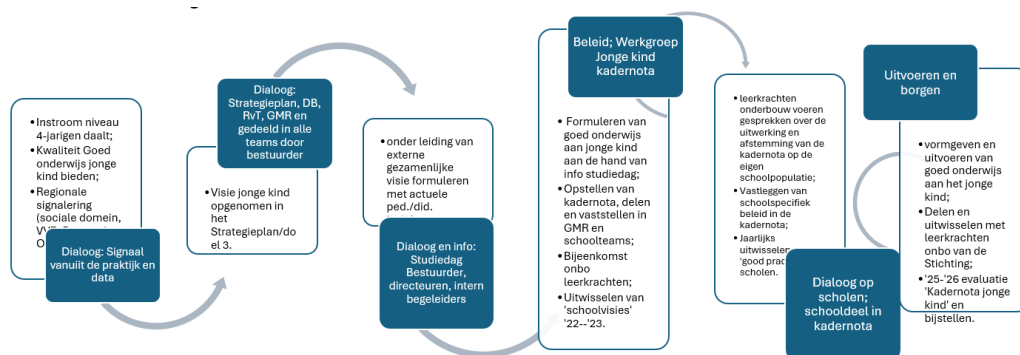 • Instroom niveau
4-jarigen daalt;
• Kwaliteit Goed
onderwijs jonge
kind bieden;
• Regionale
signalering
(sociale domein,
Dialoog: Signaal
vanuiit de praktijk en
data
Dialoog:
Strategieplan, DB,
RvT, GMR en
gedeeld in alle
teams door
bestuurder
• Visie jonge kind
opgenomen in
het
Strategieplan/do
el 3.
• onder leiding van
externe
gezamenlijke
visie formuleren
met actuele
ped./did.
Dialoog en info:
Studiedag
Bestuurder,
directeuren, intern
begeleiders
Beleid; Werkgroep
Jonge kind
kadernota
• Formuleren van
goed onderwijs
aan jonge kind
aan de hand van
info studiedag;
• Opstellen van
kadernota, delen
en vaststellen in
GMR en
schoolteams;
• Bijeenkomst
onbo
leerkrachten;
• Uitwisselen van
'schoolvisies'
'22--'23.
• leerkrachten
onderbouw voeren
gesprekken over de
uitwerking en
afstemming van de
kadernota op de
eigen
schoolpopulatie;
• Vastleggen van
schoolspecifiek
beleid in de
kadernota;
• Jaarlijks
uitwisselen
'good prac
scholen.
Dialoog op
scholen;
schooldeel in
kadernota
Uitvoeren en
borgen
• vormgeven en
uitvoeren van
goed onderwijs
aan het jonge
kind;
• Delen en
uitwisselen met
leerkrachten
onbo van de
Stichting;
• '25-'26 evaluatie
'Kadernota jonge
kind' en
bijstellen.